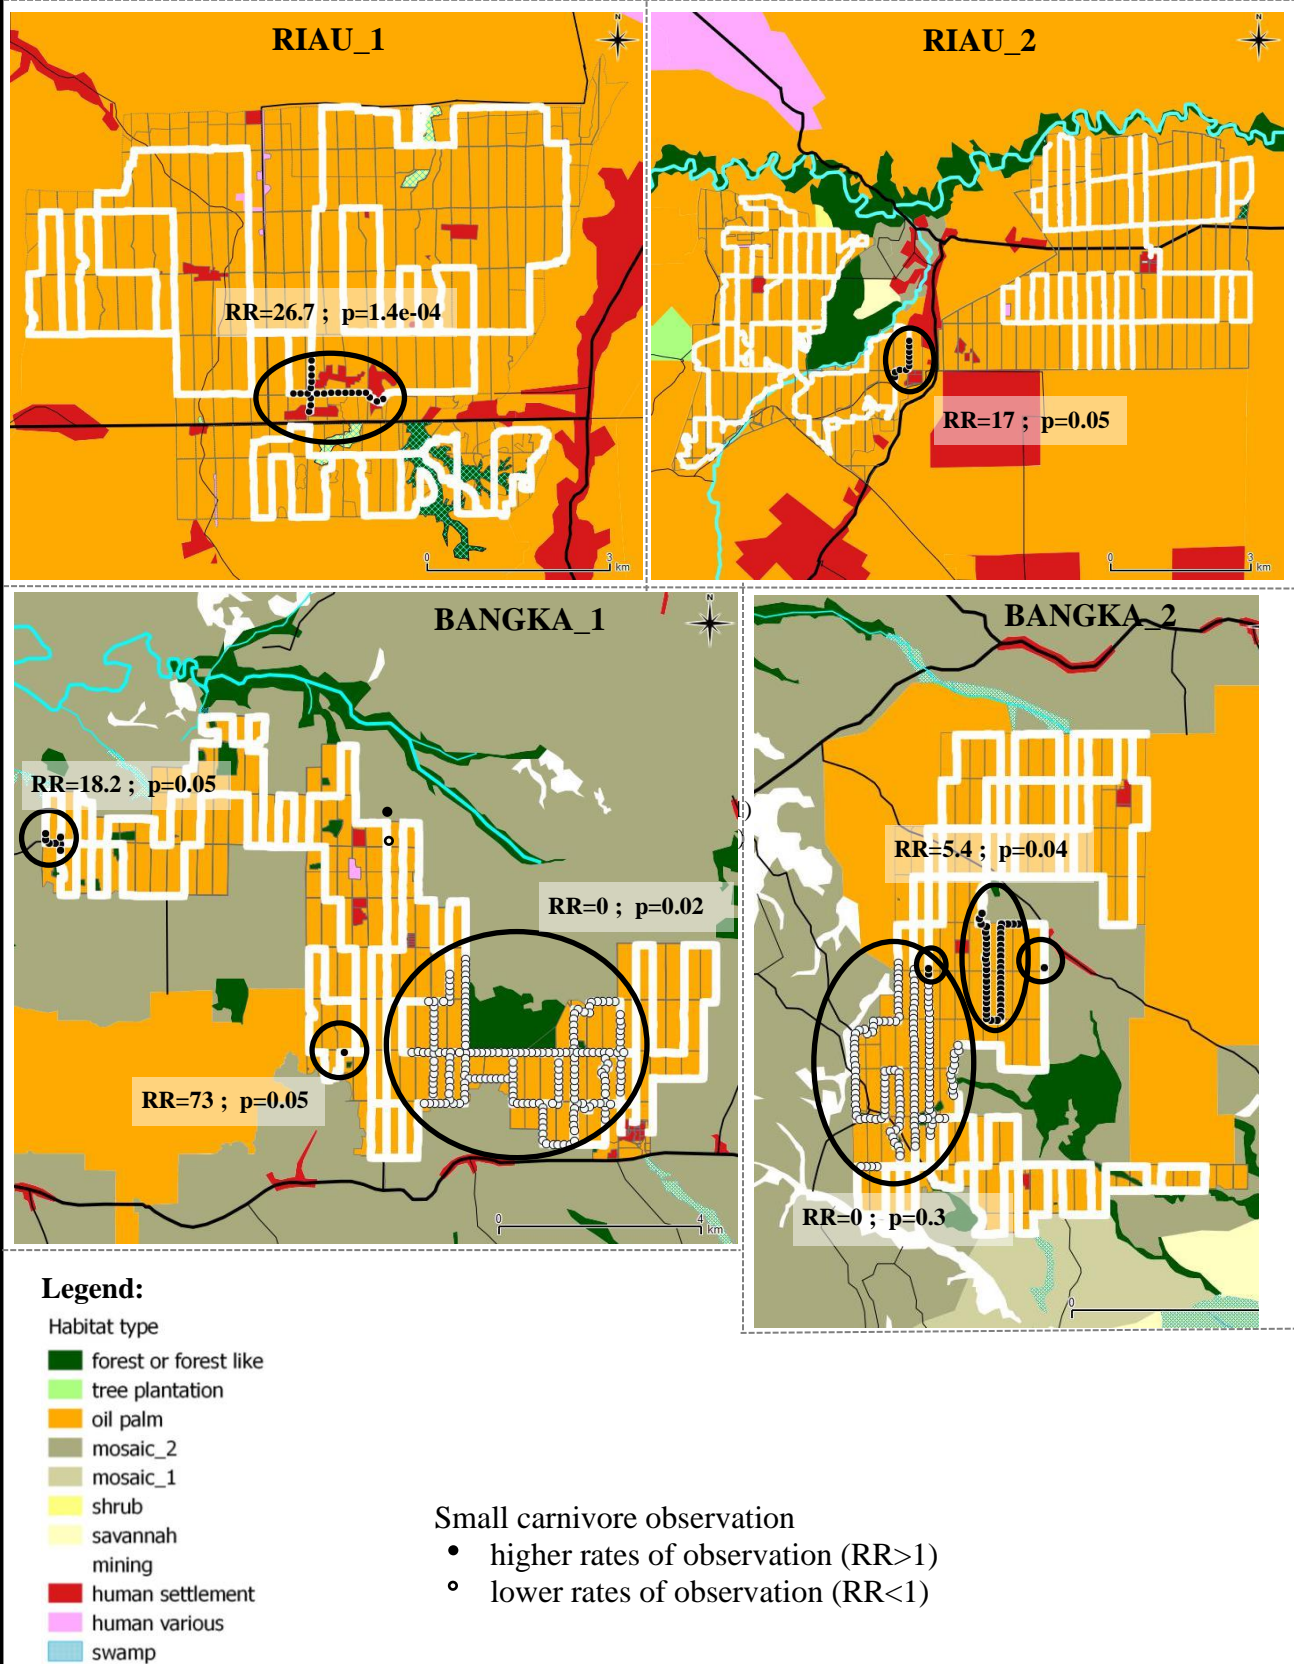 RIAU_1
N
RR=26.7 ; p=1.4e-04
0 3
km
RIAU_2
N
RR=17 ; p=0.05
0 3
km
BANGKA_1
N
RR=18.2 ; p=0.05
RR=0 ; p=0.02
RR=73 ; p=0.05
0 4
km
BANGKA_2
RR=5.4 ; p=0.04
RR=0 ; p=0.3
0
Legend:
Habitat type
forest or forest like
tree plantation
oil palm
mosaic_2
mosaic_1
shrub
savannah
mining
human settlement
human various
swamp
Small carnivore observation
• higher rates of observation (RR>1)
° lower rates of observation (RR<1)